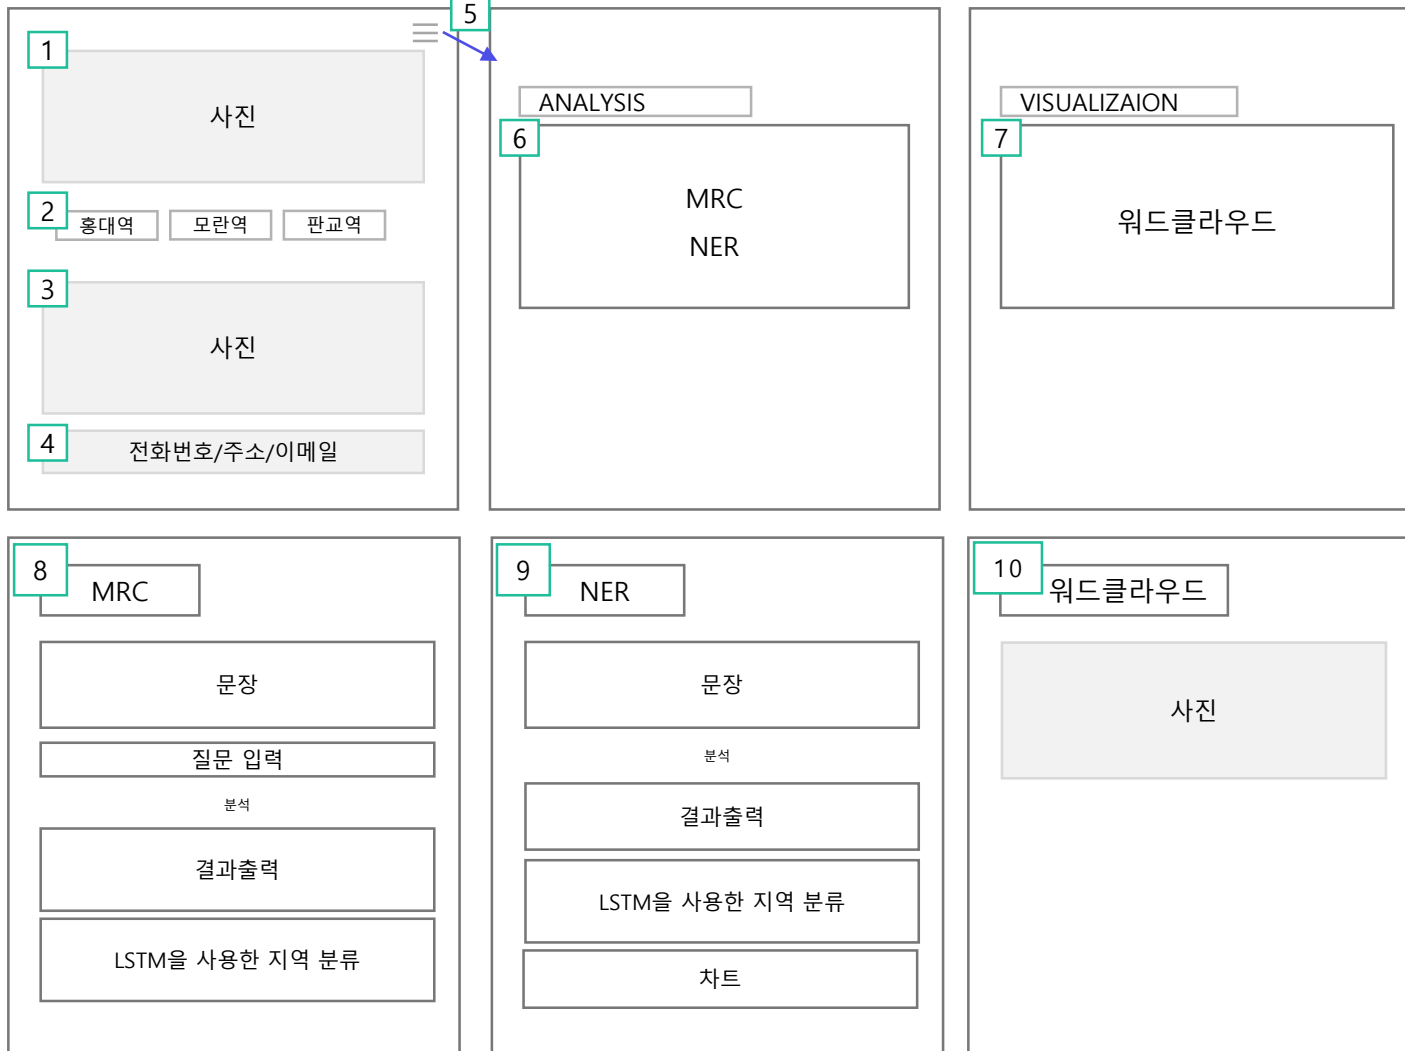 1
사진
2
홍대역
모란역
판교역
3
사진
4
전화번호/주소/이메일
5
ANALYSIS
6
MRC
NER
VISUALIZAION
7
워드클라우드
8
MRC
문장
질문 입력
분석
결과출력
LSTM을 사용한 지역 분류
9
NER
문장
분석
결과출력
LSTM을 사용한 지역 분류
차트
10
워드클라우드
사진